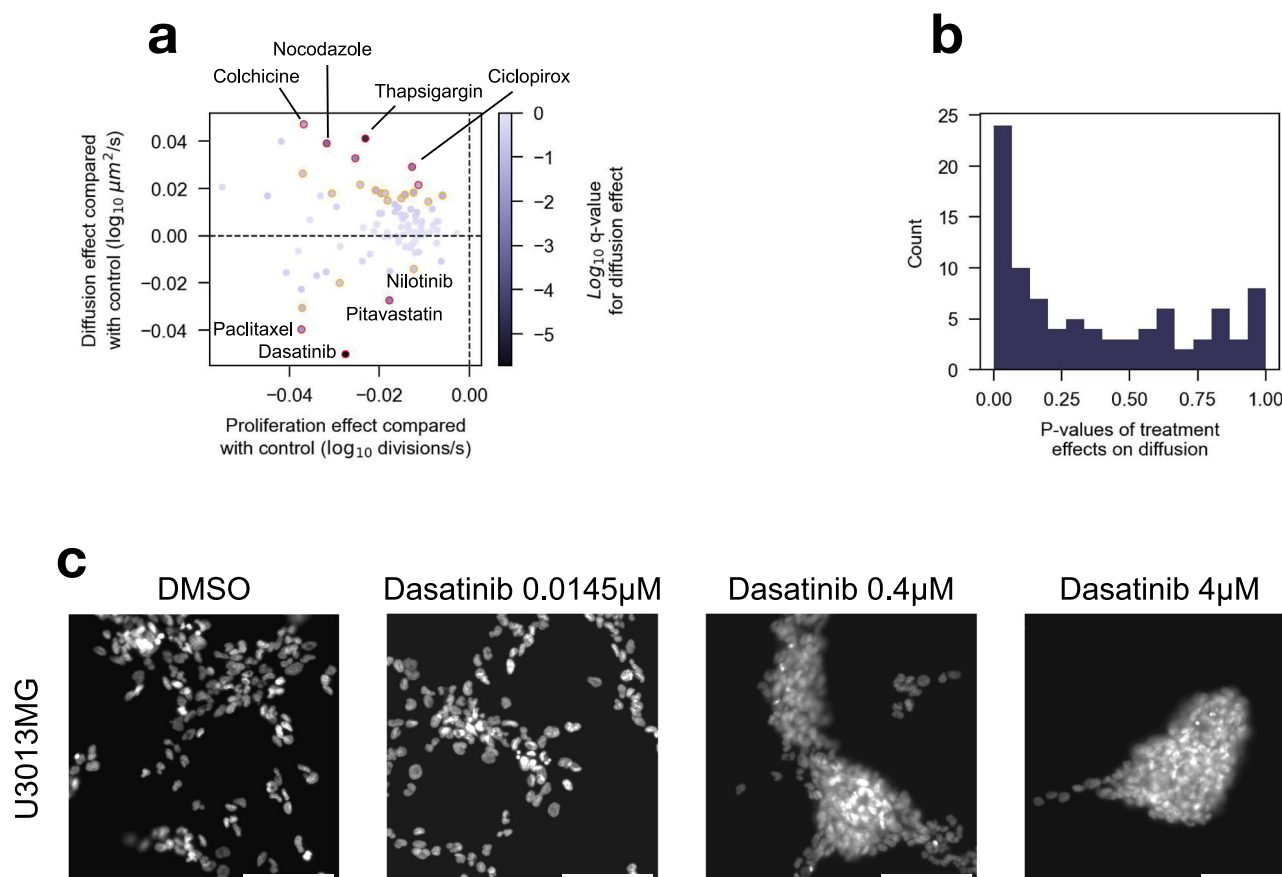 a
Nocodazole
Colchicine
Thapsigargin
Ciclopirox
0.04
0.02
0.00
−0.02
−0.04
Diffusion effect compared
with control (log10 μm²/s)
Nilotinib
Pitavastatin
Paclitaxel
Dasatinib
−0.04
−0.02
0.00
Proliferation effect compared
with control (log10 divisions/s)
0
−1
−2
−3
−4
−5
Log10 q-value
for diffusion effect
b
25
20
15
10
5
0
Count
0.00
0.25
0.50
0.75
1.00
P-values of treatment
effects on diffusion
c
DMSO
Dasatinib 0.0145μM
Dasatinib 0.4μM
Dasatinib 4μM
U3013MG